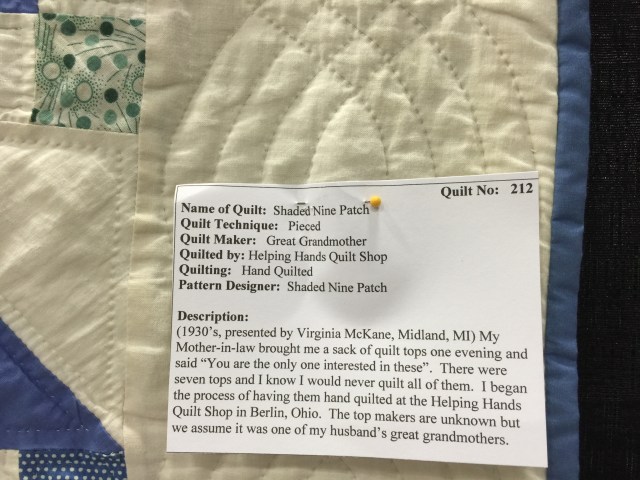 Quilt No: 212
Name of Quilt: Shaded Nine Patch
Quilt Technique: Pieced
Quilt Maker: Great Grandmother
Quilted by: Helping Hands Quilt Shop
Quilting: Hand Quilted
Pattern Designer: Shaded Nine Patch
Description:
(1930's, presented by Virginia McKane, Midland, MI) My
Mother-in-law brought me a sack of quilt tops one evening and
said “You are the only one interested in these”. There were
seven tops and I know I would never quilt all of them. I began
the process of having them hand quilted at the Helping Hands
Quilt Shop in Berlin, Ohio. The top makers are unknown but
we assume it was one of my husband's great grandmothers.